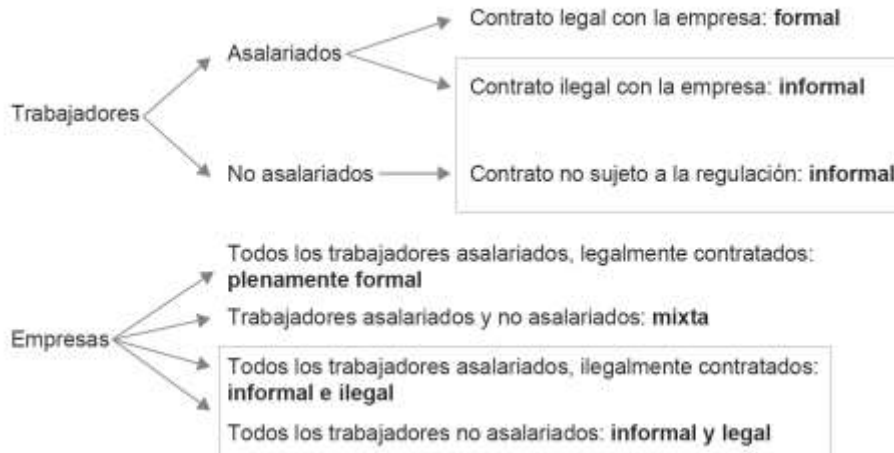 Contrato legal con la empresa: formal
Asalariados
Contrato ilegal con la empresa: informal
Trabajadores
No asalariados
Contrato no sujeto a la regulación: informal
Todos los trabajadores asalariados, legalmente contratados:
plenamente formal
Trabajadores asalariados y no asalariados: mixta
Empresas
Todos los trabajadores asalariados, ilegalmente contratados:
informal e ilegal
Todos los trabajadores no asalariados: informal y legal